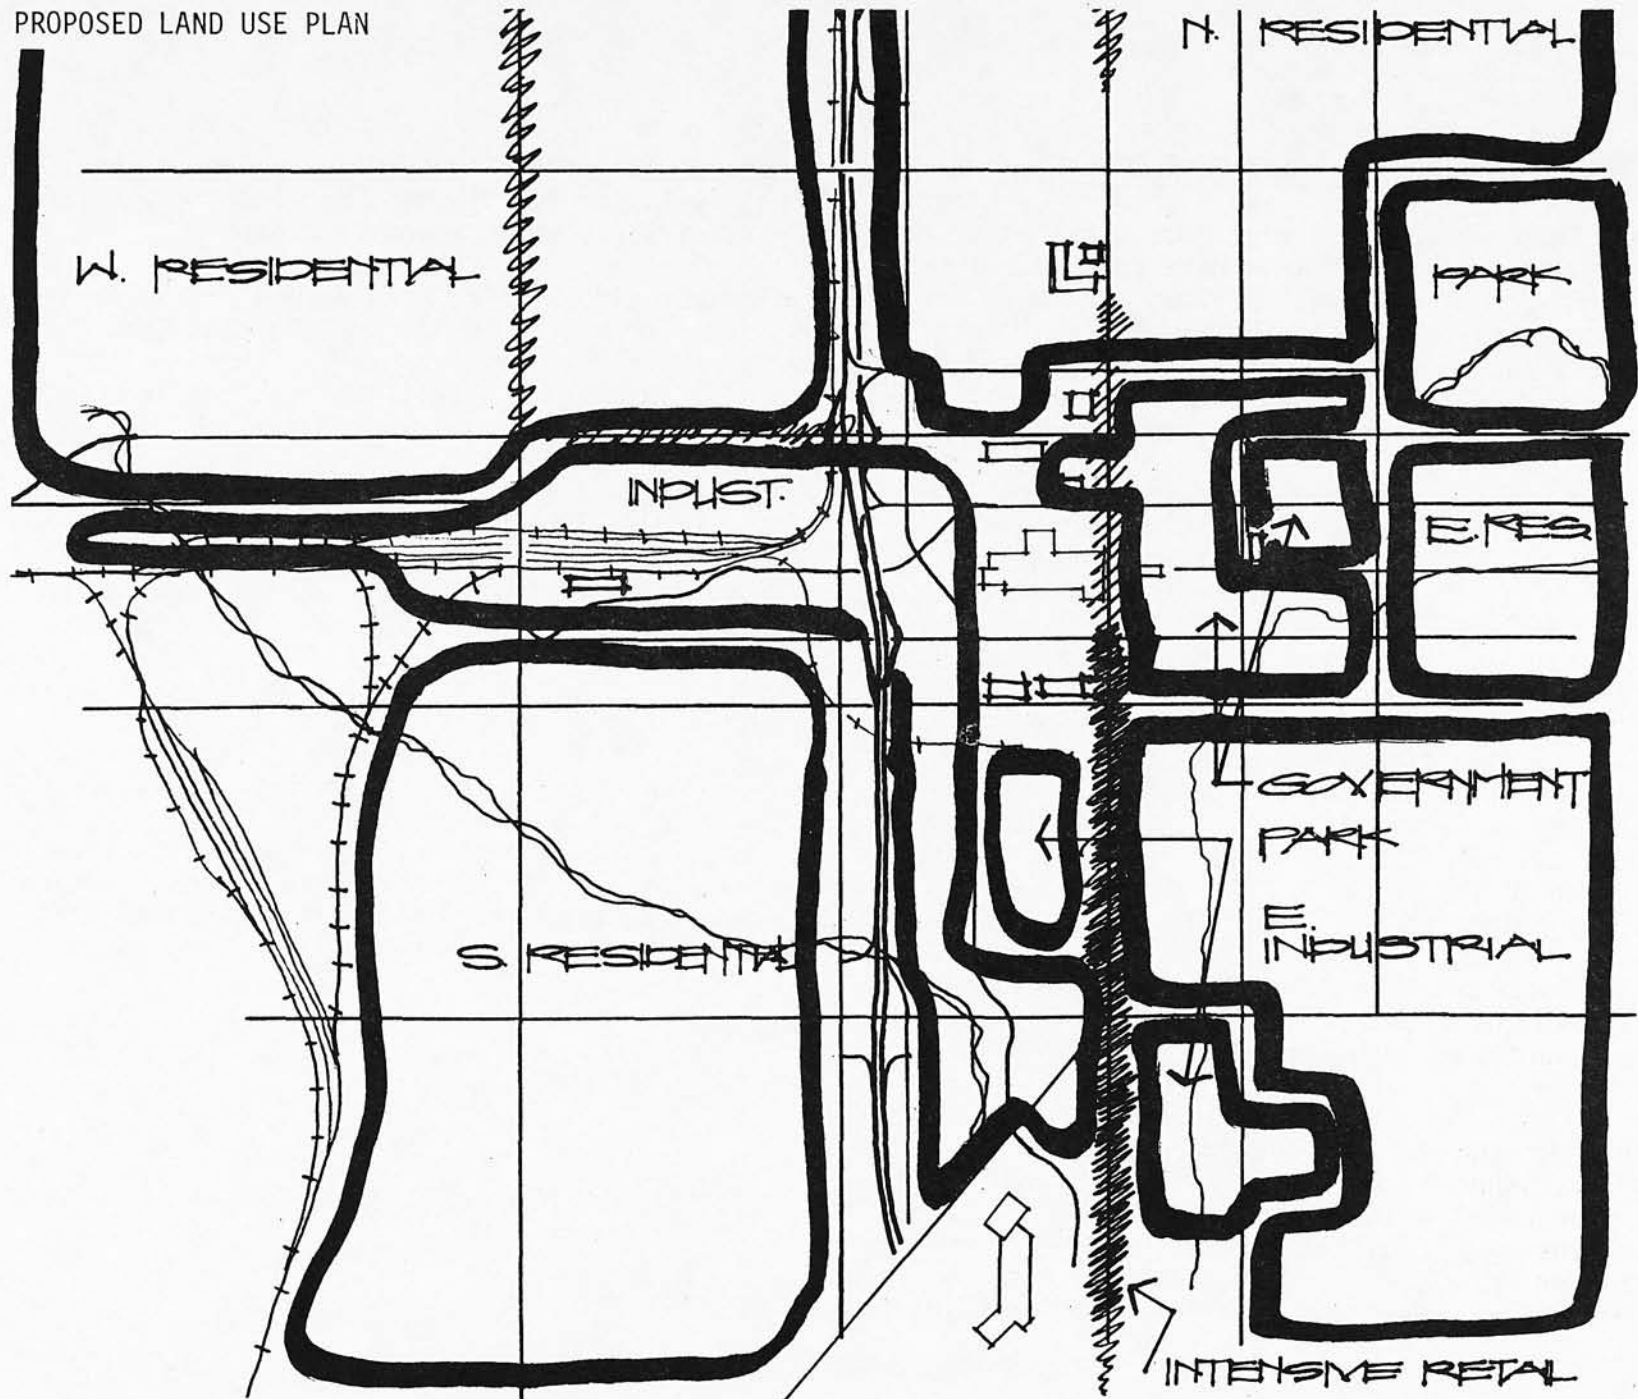 PROPOSED LAND USE PLAN
N. RESIDENTIAL
W. RESIDENTIAL
PARK
INDUST.
E. RES.
GOVERNMENT
PARK
E.
INDUSTRIAL
S. RESIDENTIAL
INTENSIVE RETAIL